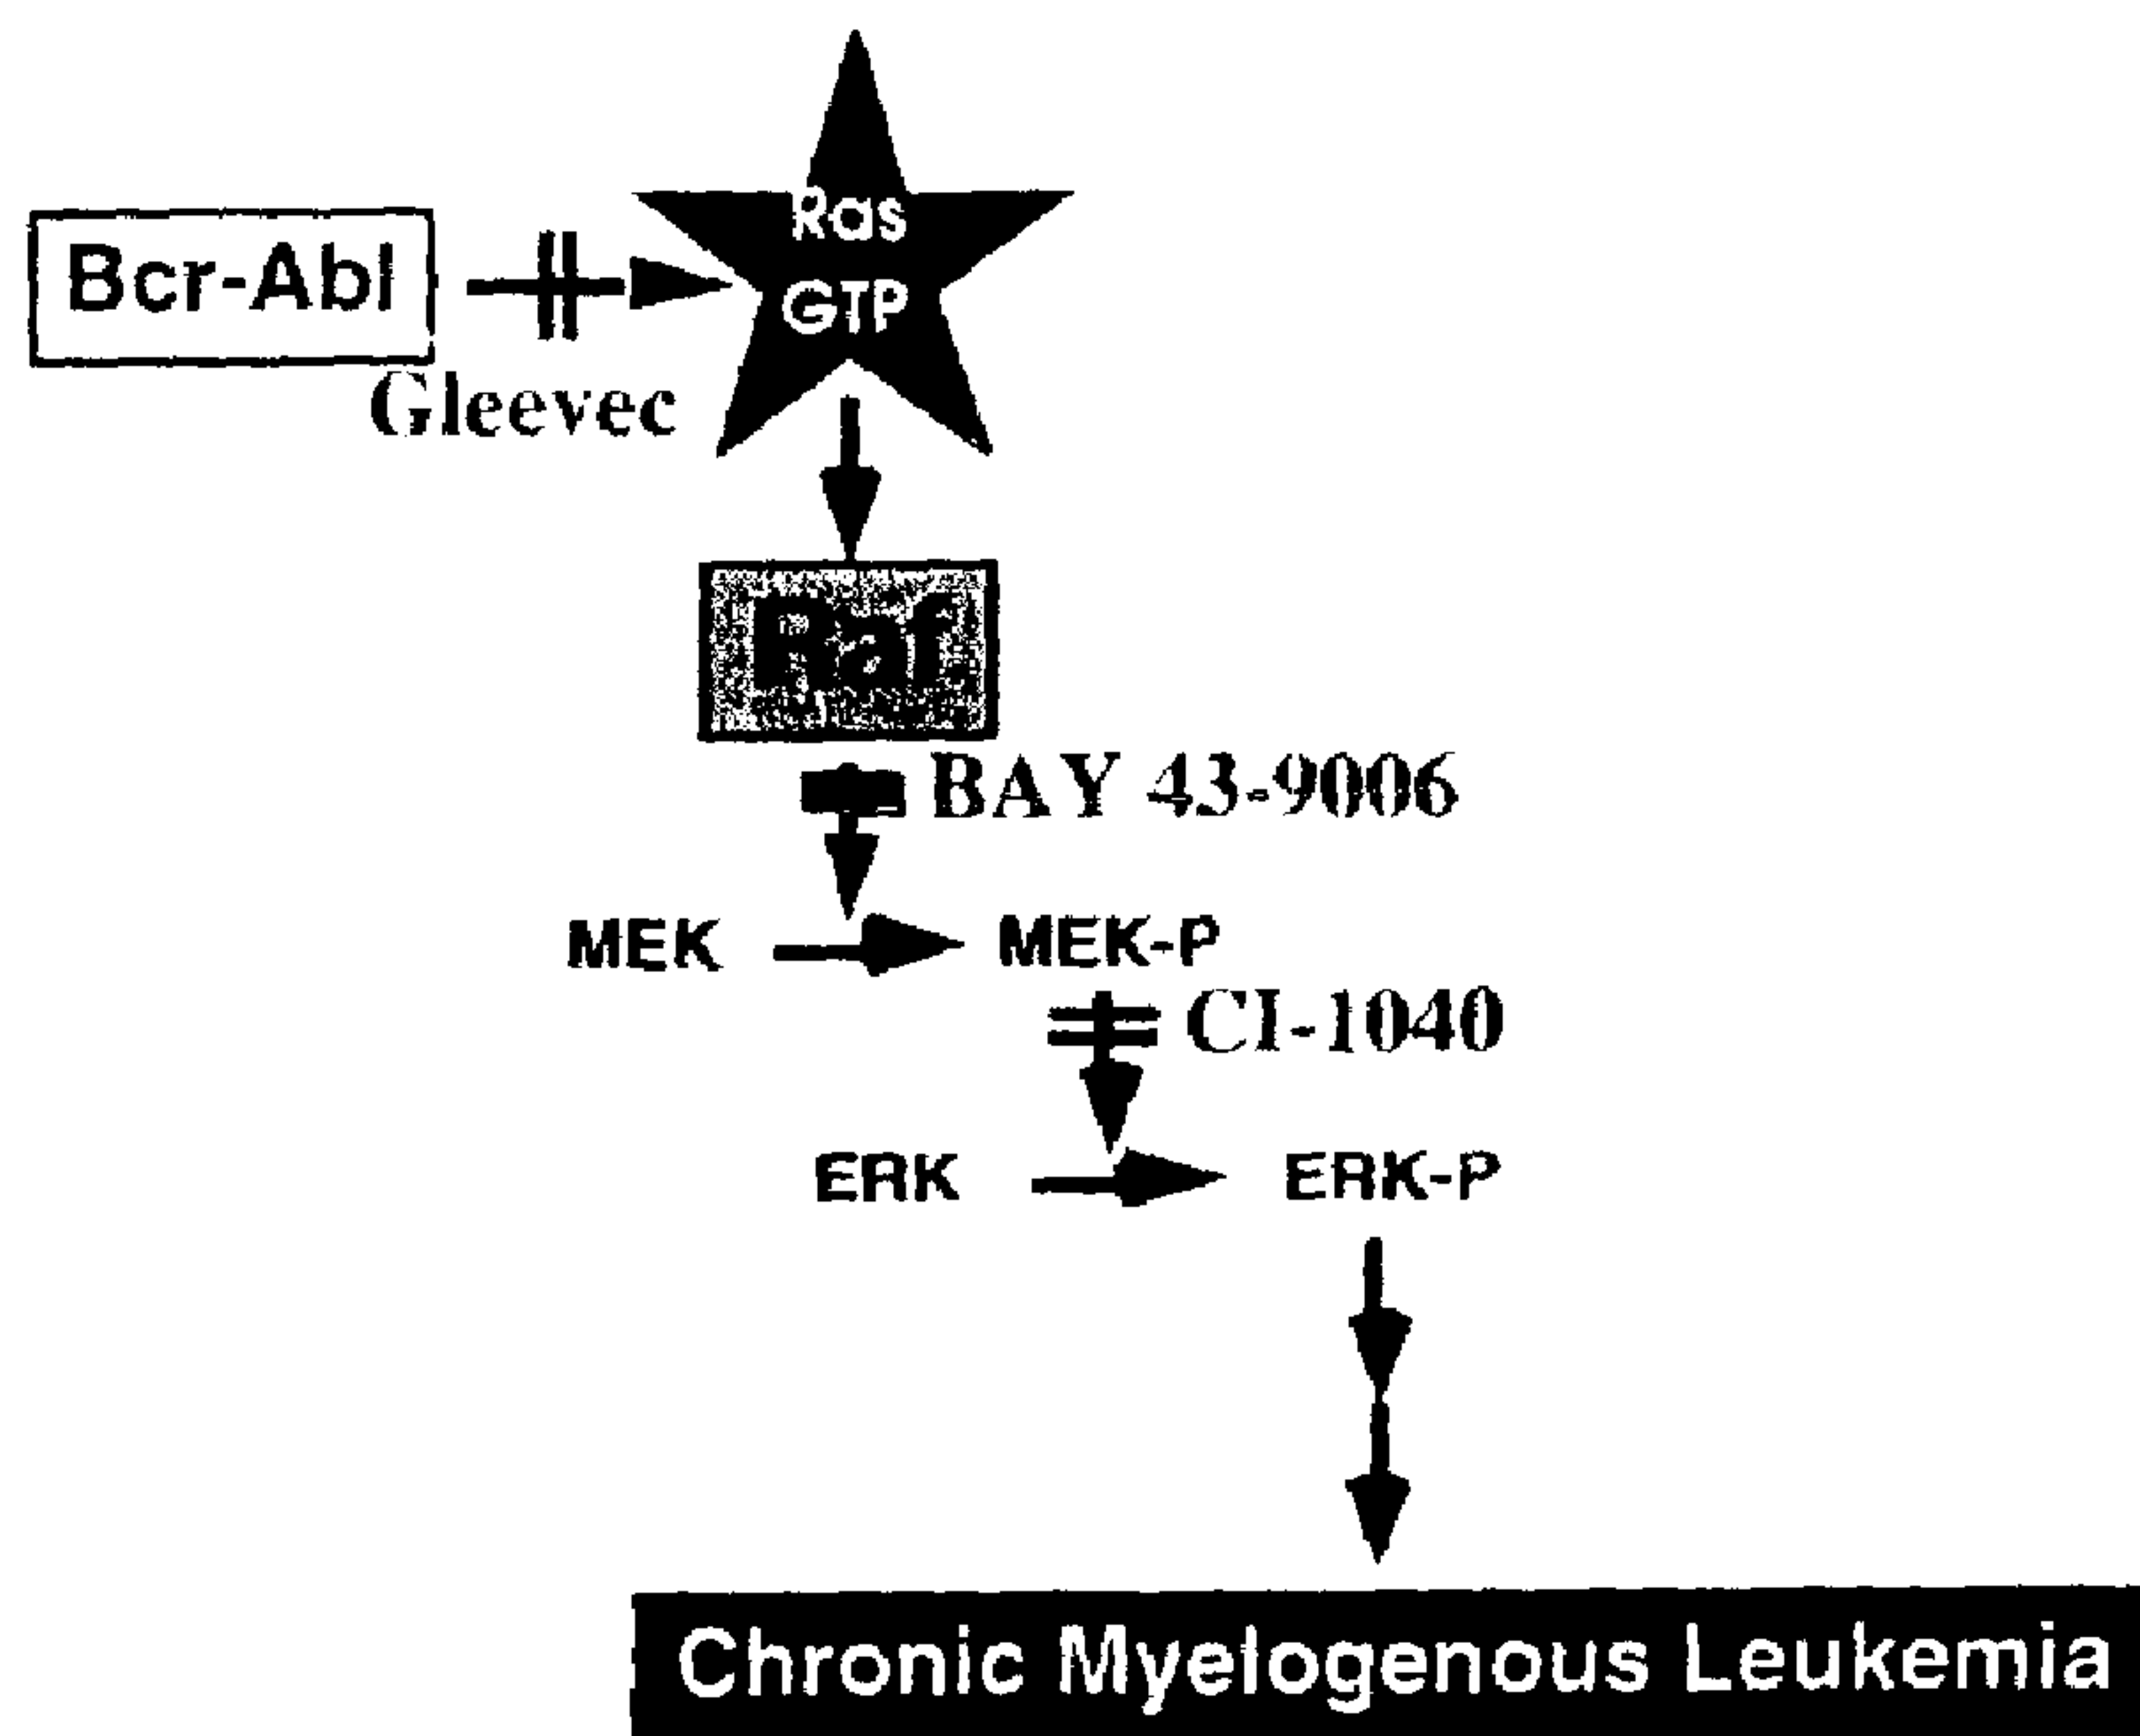 Bcr-Abl
Ras
GTP
Gleevec
Raf
BAY 43-9006
MEK
MEK-P
CI-1040
ERK
ERK-P
Chronic Myelogenous Leukemia